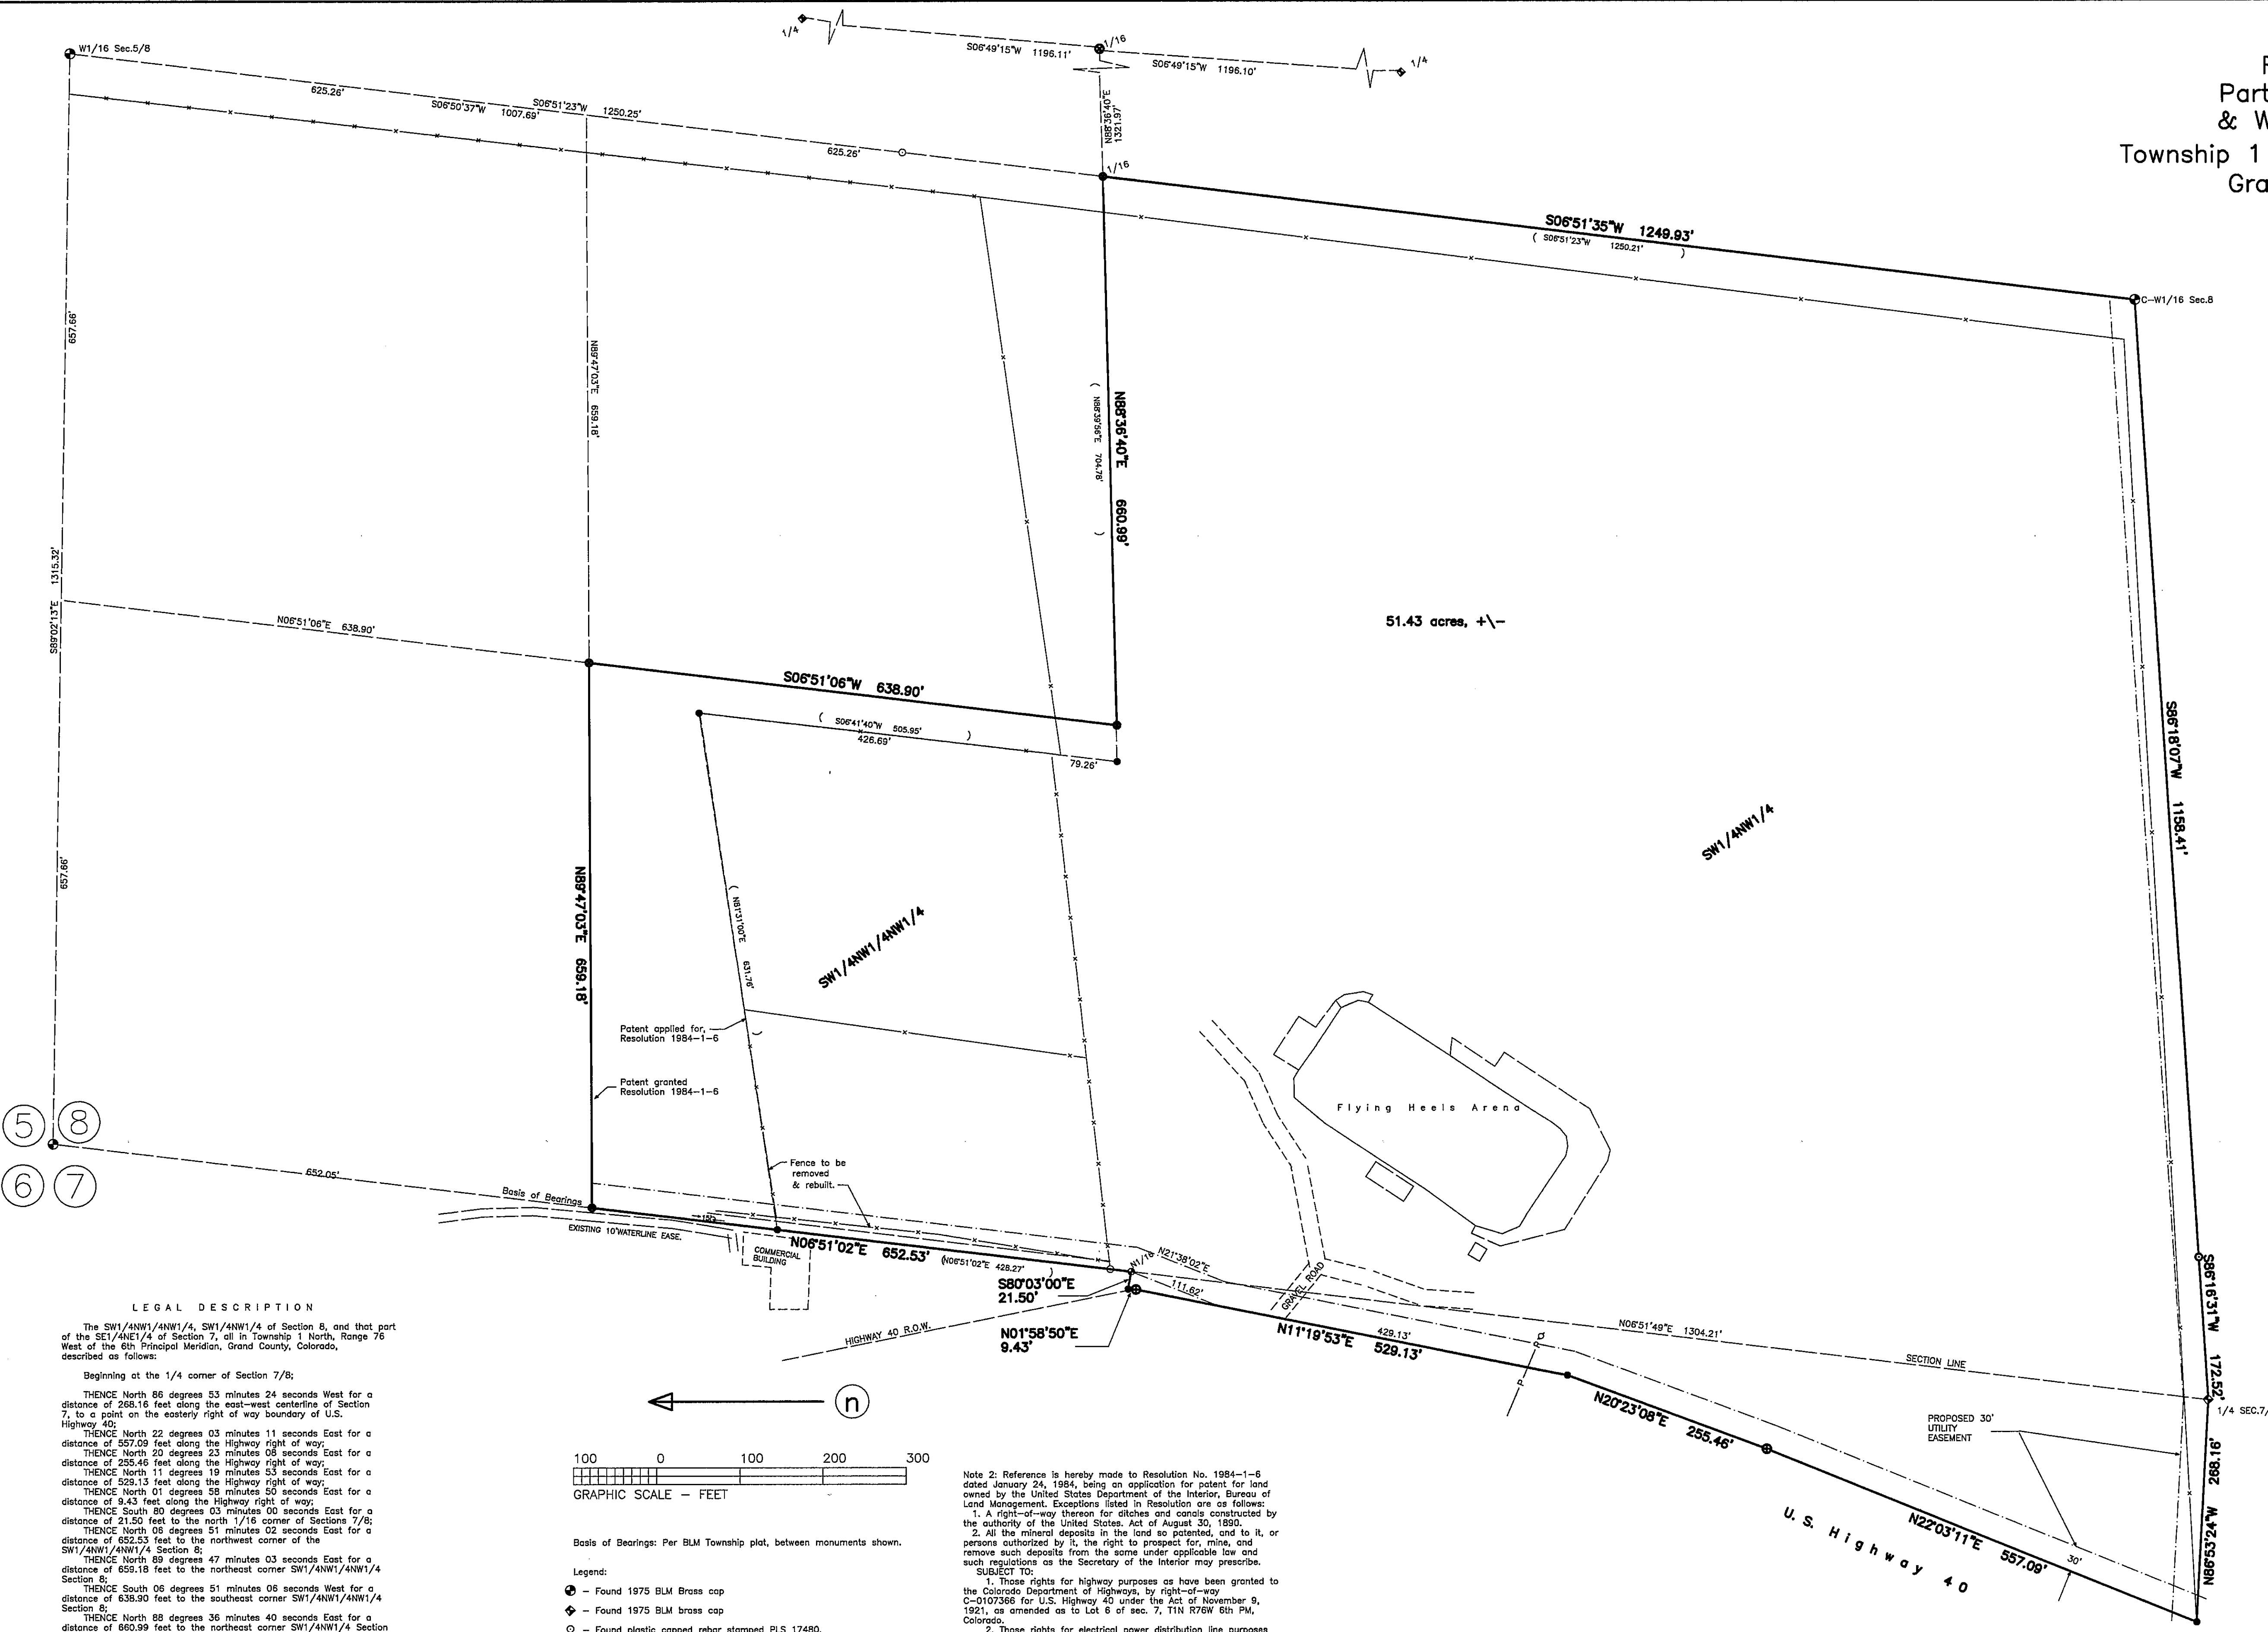 W1/16 Sec.5/8
1/4
S06°49'15"W 1196.11'
1/16
S06°49'15"W 1196.10'
1/4
Part
& W
Township 1
Gra
625.26'
S06°50'37"W 1007.69'
S06°51'23"W 1250.25'
625.26'
N88°36'40"E
1321.97'
1/16
S06°51'35"W 1249.93'
( S06°51'23"W 1250.21' )
C-W1/16 Sec.8
657.66'
N89°47'03"E 659.18'
N88°36'40"E 660.99'
( N88°39'56"E 704.78' )
S89°02'13"E 1315.32'
N06°51'06"E 638.90'
51.43 acres, +\-
S06°51'06"W 638.90'
( S06°41'40"W 505.95' )
426.69'
79.26'
S86°18'07"W 1158.41'
SW1/4NW1/4
657.66'
N89°47'03"E 659.18'
( N81°31'00"E 631.76' )
SW1/4NW1/4NW1/4
Patent applied for,
Resolution 1984-1-6
Patent granted
Resolution 1984-1-6
Flying Heels Arena
5 8
6 7
652.05'
Basis of Bearings
Fence to be
removed
& rebuilt.
EXISTING 10'WATERLINE EASE.
15'
COMMERCIAL
BUILDING
N06°51'02"E 652.53'
(N06°51'02"E 428.27' )
N1/16
N21°38'02"E
111.62'
S80°03'00"E
21.50'
GRAVEL ROAD
HIGHWAY 40 R.O.W.
N01°58'50"E
9.43'
N11°19'53"E 529.13'
429.13'
P
N06°51'49"E 1304.21'
SECTION LINE
S86°16'31"W 172.52'
1/4 SEC.7/
N20°23'08"E 255.46'
PROPOSED 30'
UTILITY
EASEMENT
N86°53'24"W 268.16'
N22°03'11"E 557.09'
30'
U. S. Highway 40
n
100 0 100 200 300
GRAPHIC SCALE - FEET
Basis of Bearings: Per BLM Township plat, between monuments shown.
Legend:
- Found 1975 BLM Brass cap
- Found 1975 BLM brass cap
- Found plastic capped rebar stamped PLS 17480.
LEGAL DESCRIPTION
The SW1/4NW1/4NW1/4, SW1/4NW1/4 of Section 8, and that part
of the SE1/4NE1/4 of Section 7, all in Township 1 North, Range 76
West of the 6th Principal Meridian, Grand County, Colorado,
described as follows:
Beginning at the 1/4 corner of Section 7/8;
THENCE North 86 degrees 53 minutes 24 seconds West for a
distance of 268.16 feet along the east-west centerline of Section
7, to a point on the easterly right of way boundary of U.S.
Highway 40;
THENCE North 22 degrees 03 minutes 11 seconds East for a
distance of 557.09 feet along the Highway right of way;
THENCE North 20 degrees 23 minutes 08 seconds East for a
distance of 255.46 feet along the Highway right of way;
THENCE North 11 degrees 19 minutes 53 seconds East for a
distance of 529.13 feet along the Highway right of way;
THENCE North 01 degrees 58 minutes 50 seconds East for a
distance of 9.43 feet along the Highway right of way;
THENCE South 80 degrees 03 minutes 00 seconds East for a
distance of 21.50 feet to the north 1/16 corner of Sections 7/8;
THENCE North 06 degrees 51 minutes 02 seconds East for a
distance of 652.53 feet to the northwest corner of the
SW1/4NW1/4NW1/4 Section 8;
THENCE North 89 degrees 47 minutes 03 seconds East for a
distance of 659.18 feet to the northeast corner SW1/4NW1/4NW1/4
Section 8;
THENCE South 06 degrees 51 minutes 06 seconds West for a
distance of 638.90 feet to the southeast corner SW1/4NW1/4NW1/4
Section 8;
THENCE North 88 degrees 36 minutes 40 seconds East for a
distance of 660.99 feet to the northeast corner SW1/4NW1/4 Section
Note 2: Reference is hereby made to Resolution No. 1984-1-6
dated January 24, 1984, being an application for patent for land
owned by the United States Department of the Interior, Bureau of
Land Management. Exceptions listed in Resolution are as follows:
1. A right-of-way thereon for ditches and canals constructed by
the authority of the United States. Act of August 30, 1890.
2. All the mineral deposits in the land so patented, and to it, or
persons authorized by it, the right to prospect for, mine, and
remove such deposits from the same under applicable law and
such regulations as the Secretary of the Interior may prescribe.
SUBJECT TO:
1. Those rights for highway purposes as have been granted to
the Colorado Department of Highways, by right-of-way
C-0107366 for U.S. Highway 40 under the Act of November 9,
1921, as amended as to Lot 6 of sec. 7, T1N R76W 6th PM,
Colorado.
2. Those rights for electrical power distribution line purposes